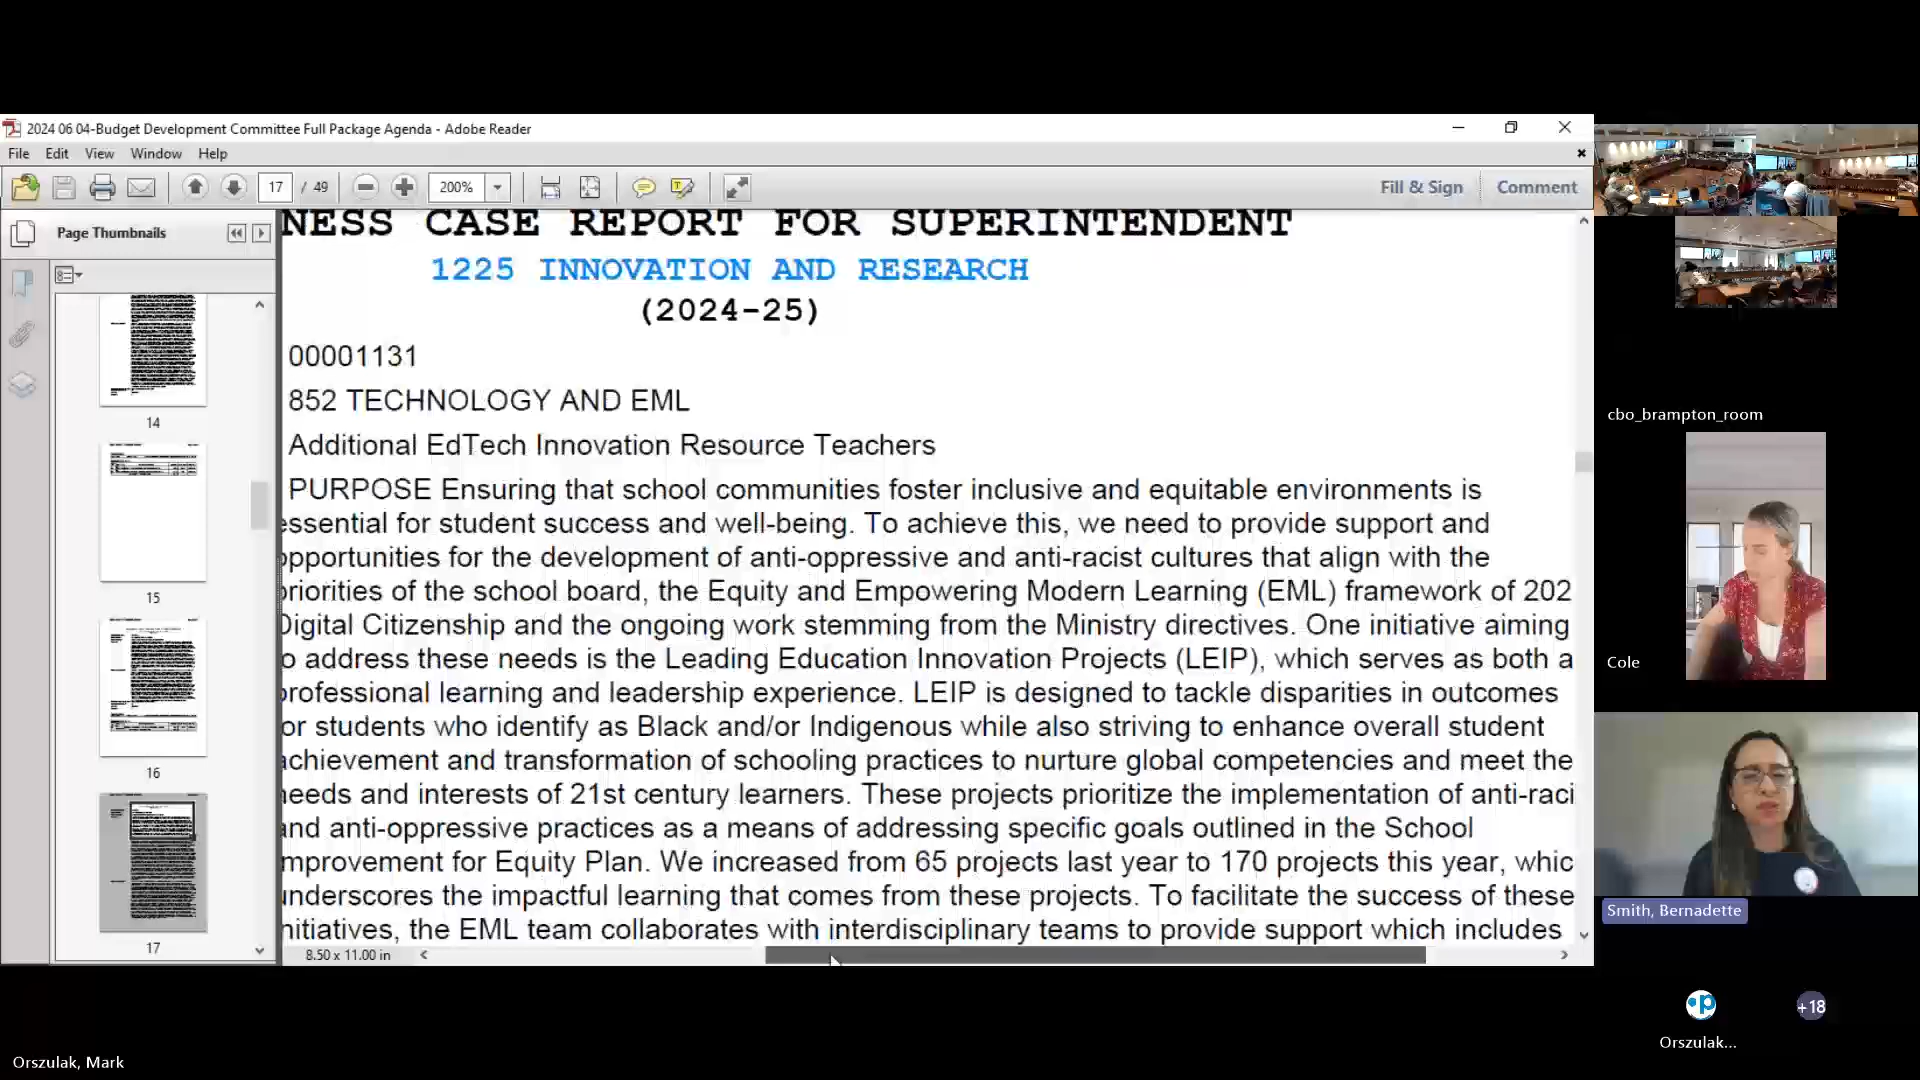 2024 06 04-Budget Development Committee Full Package Agenda - Adobe Reader
File Edit View Window Help
17 / 49 200% Fill & Sign Comment
Page Thumbnails
14
15
16
17
NESS CASE REPORT FOR SUPERINTENDENT
1225 INNOVATION AND RESEARCH
(2024-25)
00001131
852 TECHNOLOGY AND EML
Additional EdTech Innovation Resource Teachers
PURPOSE Ensuring that school communities foster inclusive and equitable environments is
essential for student success and well-being. To achieve this, we need to provide support and
opportunities for the development of anti-oppressive and anti-racist cultures that align with the
priorities of the school board, the Equity and Empowering Modern Learning (EML) framework of 202
Digital Citizenship and the ongoing work stemming from the Ministry directives. One initiative aiming
o address these needs is the Leading Education Innovation Projects (LEIP), which serves as both a
professional learning and leadership experience. LEIP is designed to tackle disparities in outcomes
or students who identify as Black and/or Indigenous while also striving to enhance overall student
achievement and transformation of schooling practices to nurture global competencies and meet the
needs and interests of 21st century learners. These projects prioritize the implementation of anti-raci
and anti-oppressive practices as a means of addressing specific goals outlined in the School
mprovement for Equity Plan. We increased from 65 projects last year to 170 projects this year, whic
underscores the impactful learning that comes from these projects. To facilitate the success of these
nitiatives, the EML team collaborates with interdisciplinary teams to provide support which includes
8.50 x 11.00 in
cbo_brampton_room
Cole
Smith, Bernadette
p
+18
Orszulak...
Orszulak, Mark